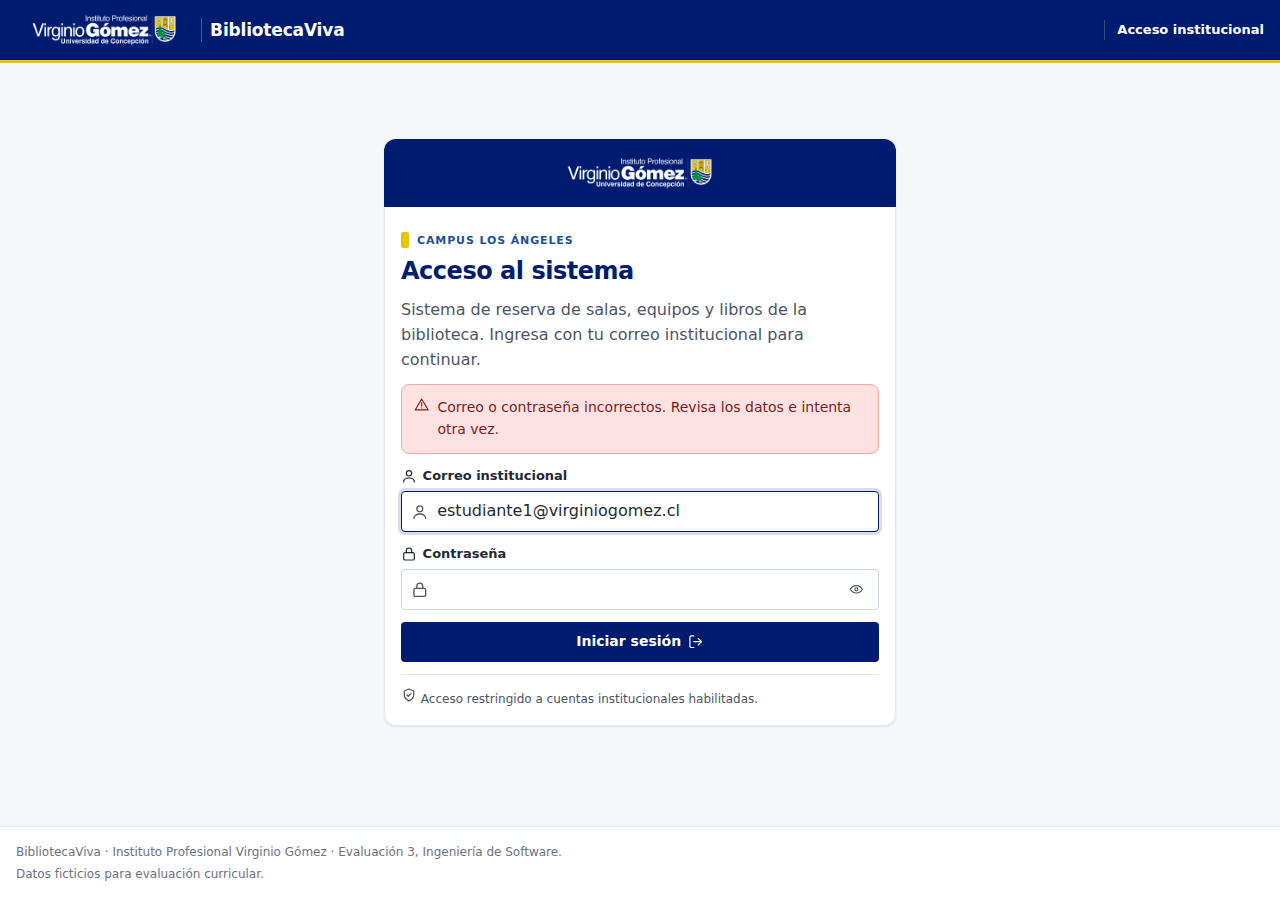 Instituto Profesional
VirginioGómez
Universidad de Concepción
BibliotecaViva
Acceso institucional
Instituto Profesional
VirginioGómez
Universidad de Concepción
CAMPUS LOS ÁNGELES
Acceso al sistema
Sistema de reserva de salas, equipos y libros de la
biblioteca. Ingresa con tu correo institucional para
continuar.
Correo o contraseña incorrectos. Revisa los datos e intenta
otra vez.
Correo institucional
estudiante1@virginiogomez.cl
Contraseña
Iniciar sesión
Acceso restringido a cuentas institucionales habilitadas.
BibliotecaViva · Instituto Profesional Virginio Gómez · Evaluación 3, Ingeniería de Software.
Datos ficticios para evaluación curricular.